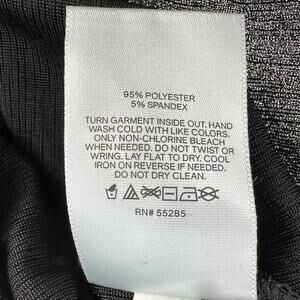 95% POLYESTER
5% SPANDEX
TURN GARMENT INSIDE OUT. HAND
WASH COLD WITH LIKE COLORS.
ONLY NON-CHLORINE BLEACH
WHEN NEEDED. DO NOT TWIST OR
WRING. LAY FLAT TO DRY. COOL
IRON ON REVERSE IF NEEDED.
DO NOT DRY CLEAN.
RN# 55285